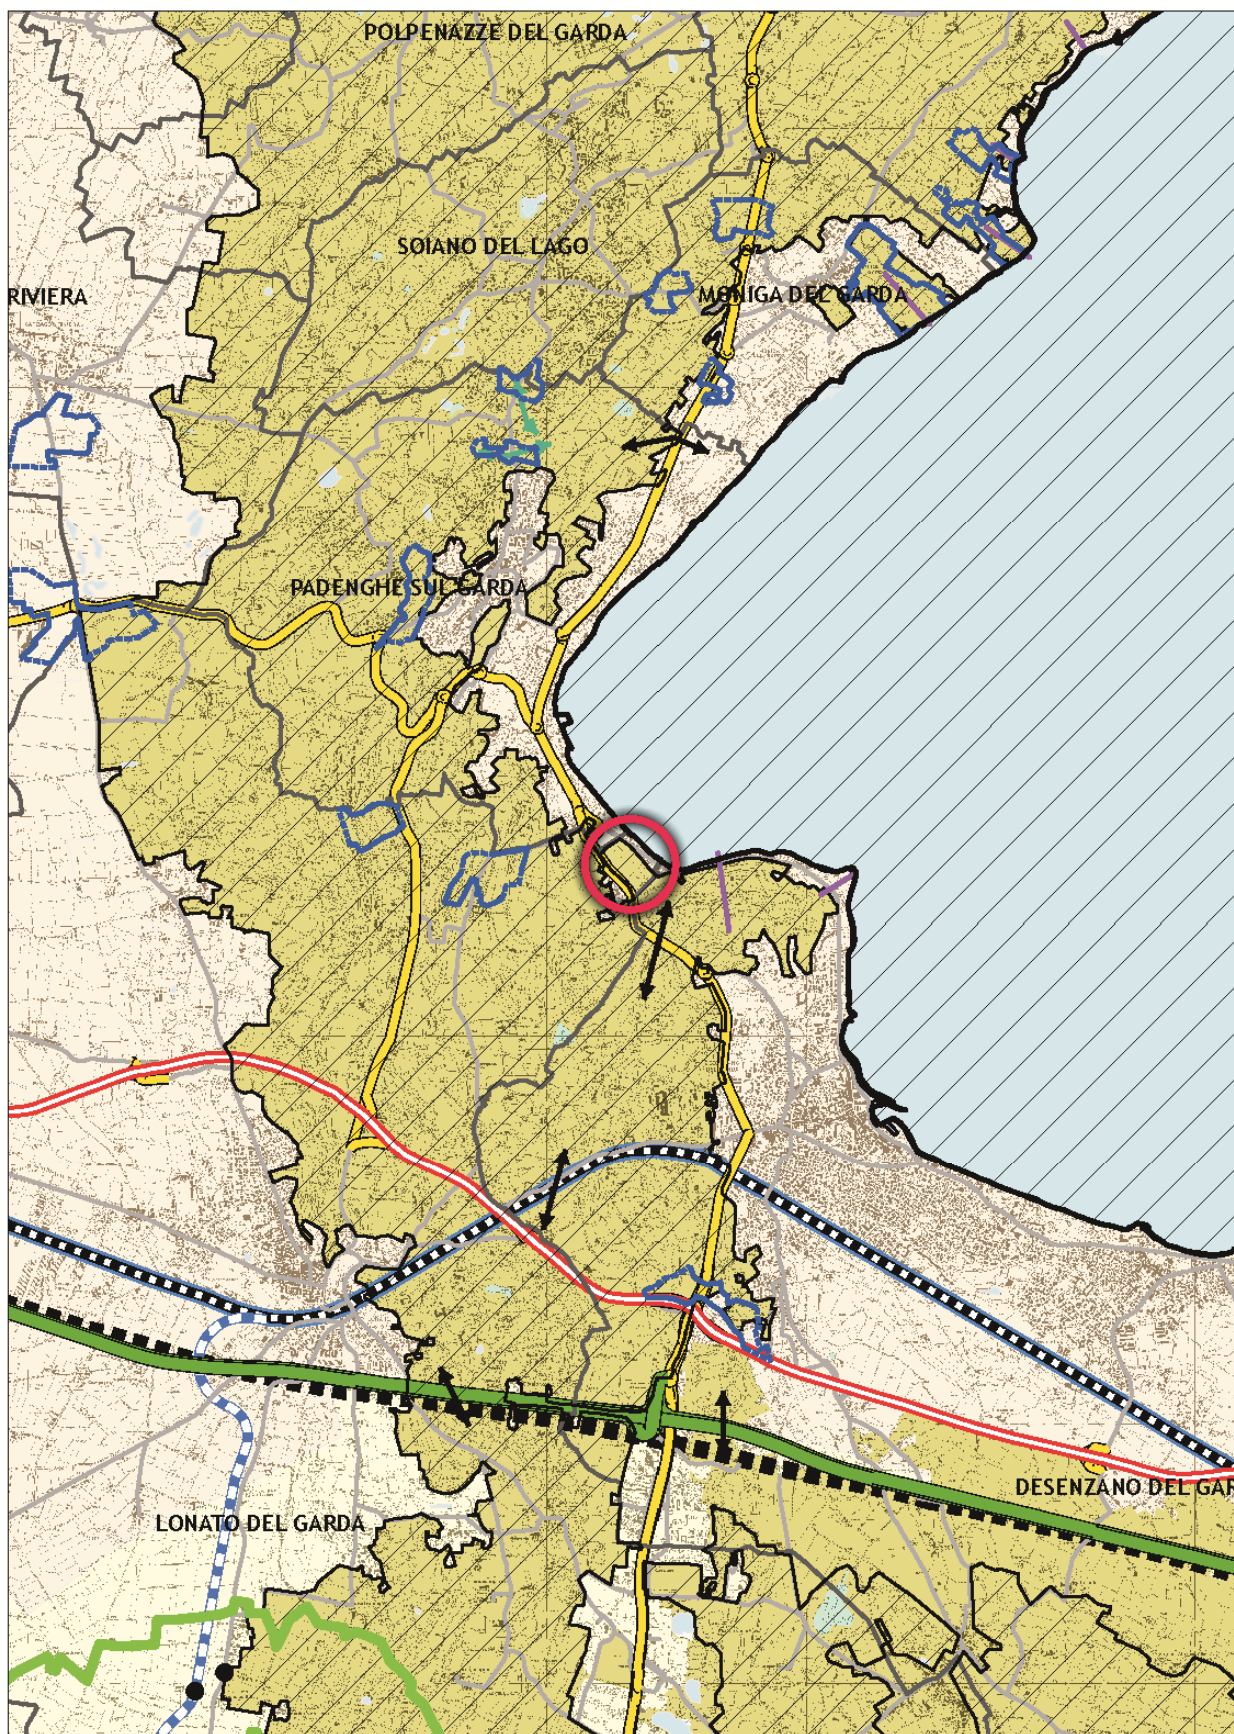 POLPENAZZE DEL GARDA
SOIANO DEL LAGO
RIVIERA
MONIGA DEL GARDA
PADENGHE SUL GARDA
DESENZANO DEL GAR
LONATO DEL GARDA